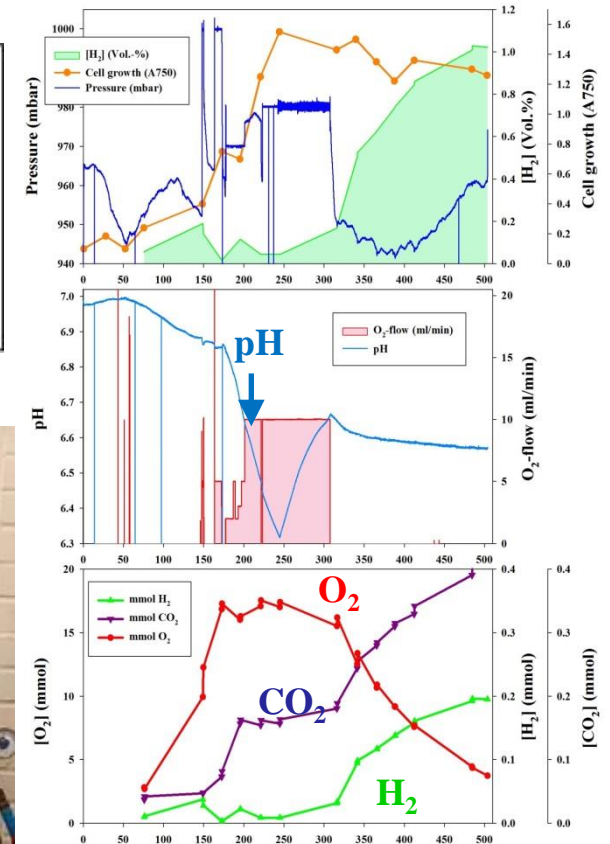 [H₂] (Vol.-%)
Cell growth (A750)
Pressure (mbar)
Pressure (mbar)
1000
980
970
960
950
940
0 50 100 150 200 250 300 350 400 450 500
1.2
1.0
0.8
0.6
0.4
0.2
0.0
[H₂] (Vol.%)
1.6
1.4
1.2
1.0
0.8
0.6
0.4
0.2
0.0
Cell growth (A750)
pH
7.0
6.9
6.8
6.6
6.5
6.4
6.3
pH
O₂-flow (ml/min)
pH
20
15
10
5
0
O₂-flow (ml/min)
0 50 100 150 200 250 300 350 400 450 500
[O₂] (mmol)
20
15
10
5
0
mmol H₂
mmol CO₂
mmol O₂
O₂
CO₂
H₂
0.4
0.3
0.2
0.1
0.0
[H₂] (mmol)
0.4
0.3
0.2
0.1
0.0
[CO₂] (mmol)
0 50 100 150 200 250 300 350 400 450 500